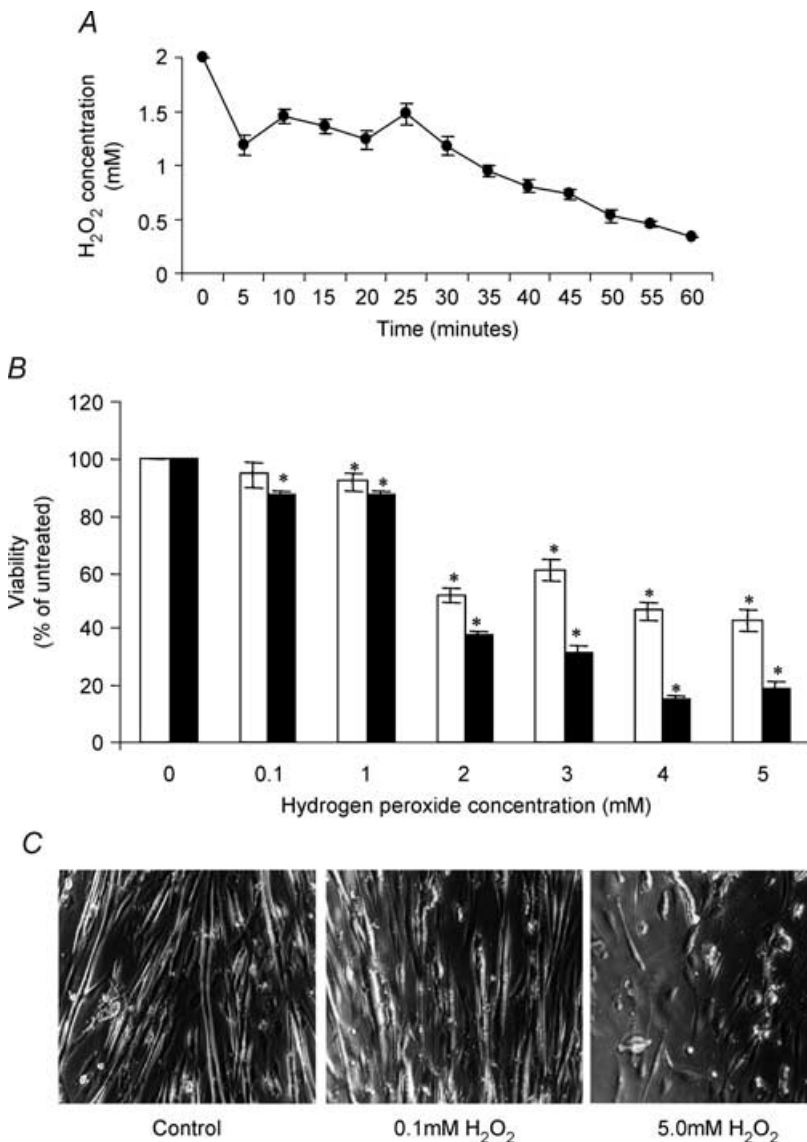 A
H₂O₂ concentration
(mM)
2
1.5
1
0.5
0
0 5 10 15 20 25 30 35 40 45 50 55 60
Time (minutes)
B
Viability
(% of untreated)
120
100
80
60
40
20
0
* * * * * * * * * * *
0 0.1 1 2 3 4 5
Hydrogen peroxide concentration (mM)
C
Control 0.1mM H₂O₂ 5.0mM H₂O₂